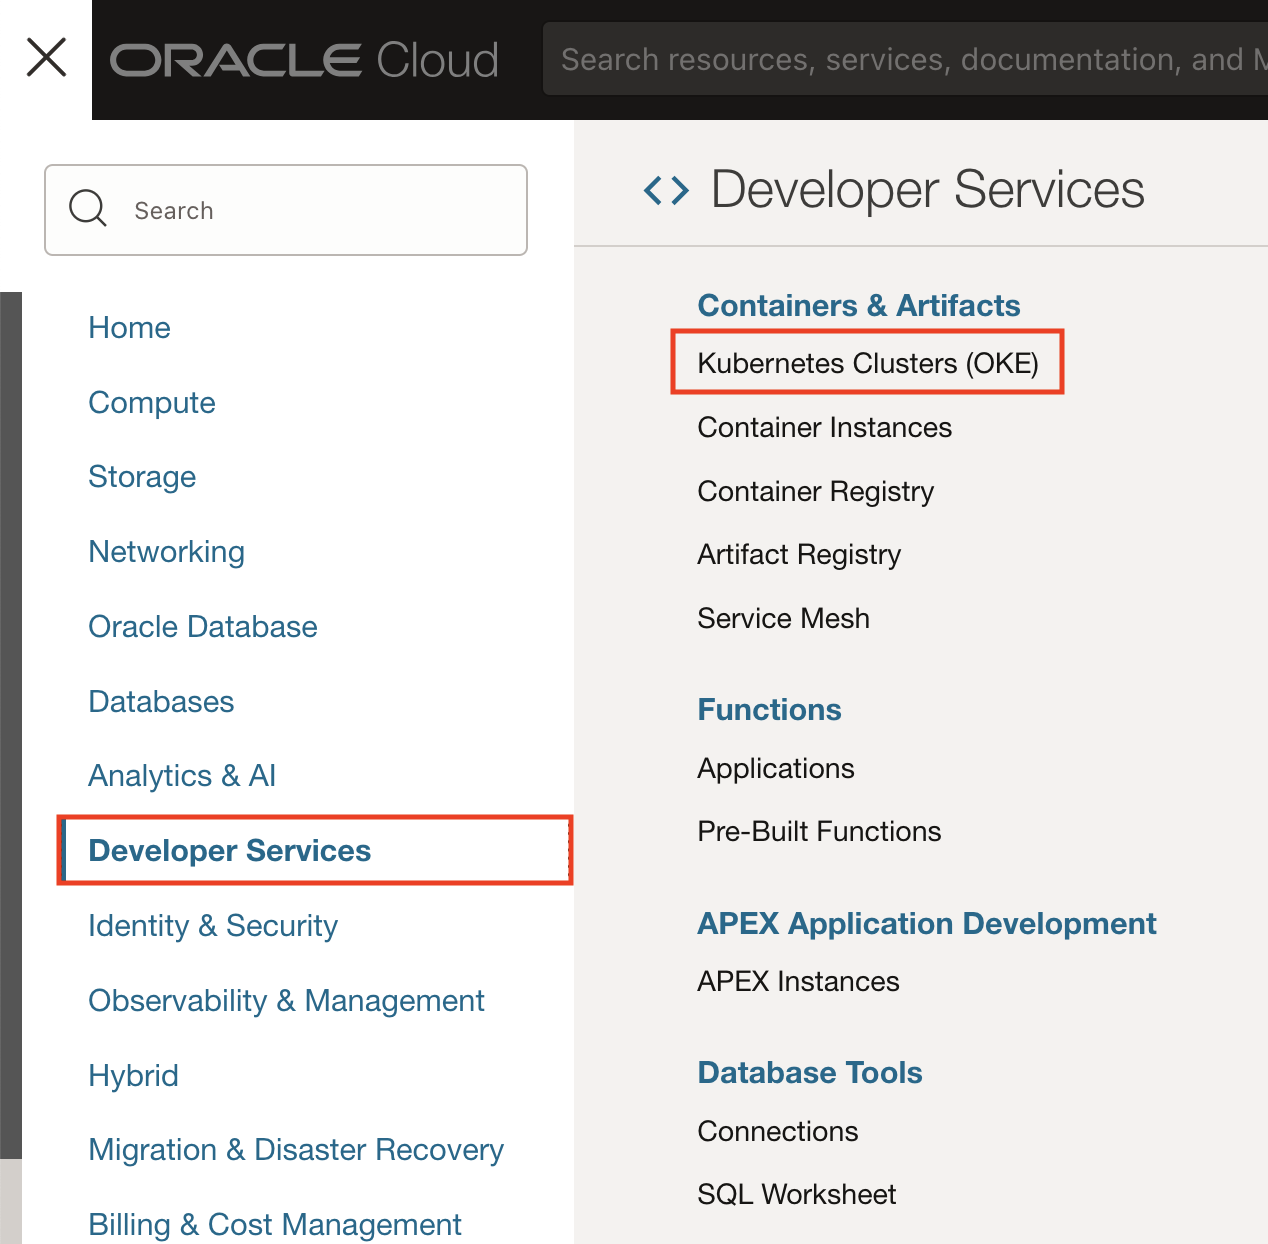 ORACLE Cloud
Search resources, services, documentation, and M
Search
Home
Compute
Storage
Networking
Oracle Database
Databases
Analytics & AI
Developer Services
Identity & Security
Observability & Management
Hybrid
Migration & Disaster Recovery
Billing & Cost Management
<> Developer Services
Containers & Artifacts
Kubernetes Clusters (OKE)
Container Instances
Container Registry
Artifact Registry
Service Mesh
Functions
Applications
Pre-Built Functions
APEX Application Development
APEX Instances
Database Tools
Connections
SQL Worksheet